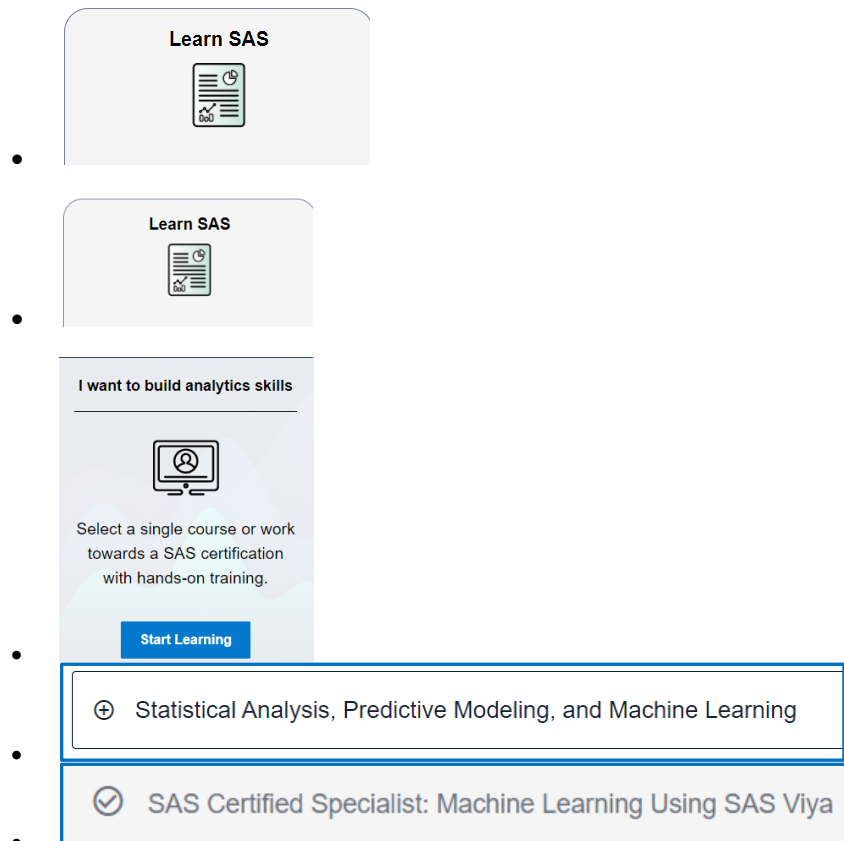 Learn SAS
Learn SAS
I want to build analytics skills
Select a single course or work
towards a SAS certification
with hands-on training.
Start Learning
Statistical Analysis, Predictive Modeling, and Machine Learning
SAS Certified Specialist: Machine Learning Using SAS Viya